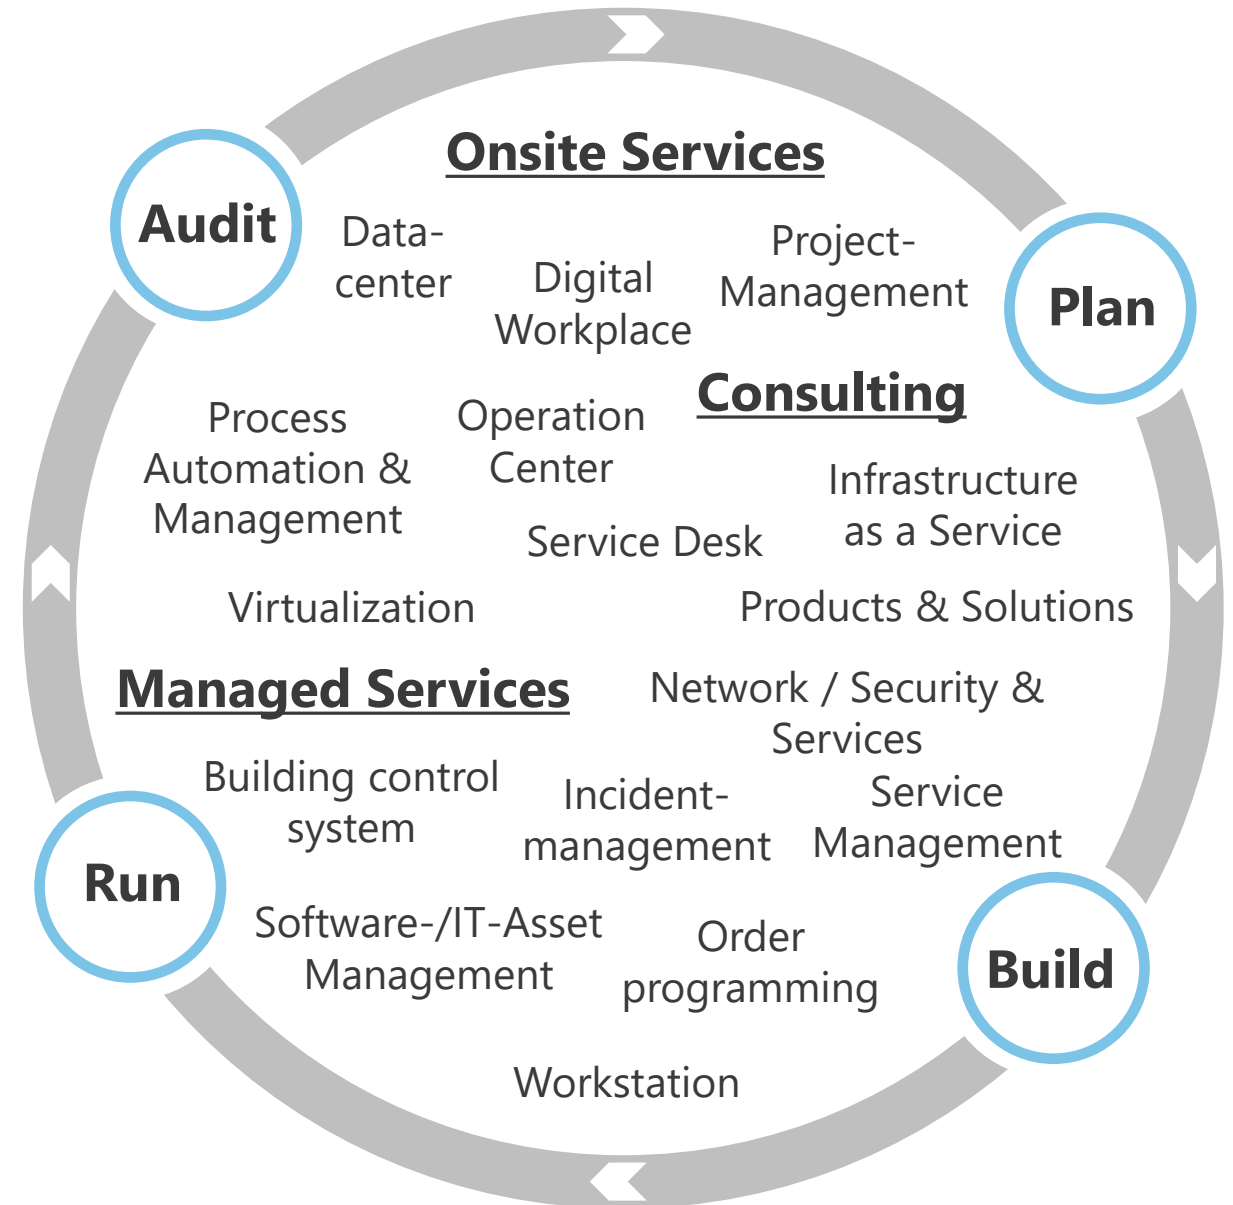 Onsite Services
Audit
Data-
center
Digital
Workplace
Project-
Management
Plan
Consulting
Process
Automation &
Management
Operation
Center
Infrastructure
as a Service
Service Desk
Virtualization
Products & Solutions
Managed Services
Network / Security &
Services
Building control
system
Incident-
management
Service
Management
Run
Software-/IT-Asset
Management
Order
programming
Build
Workstation